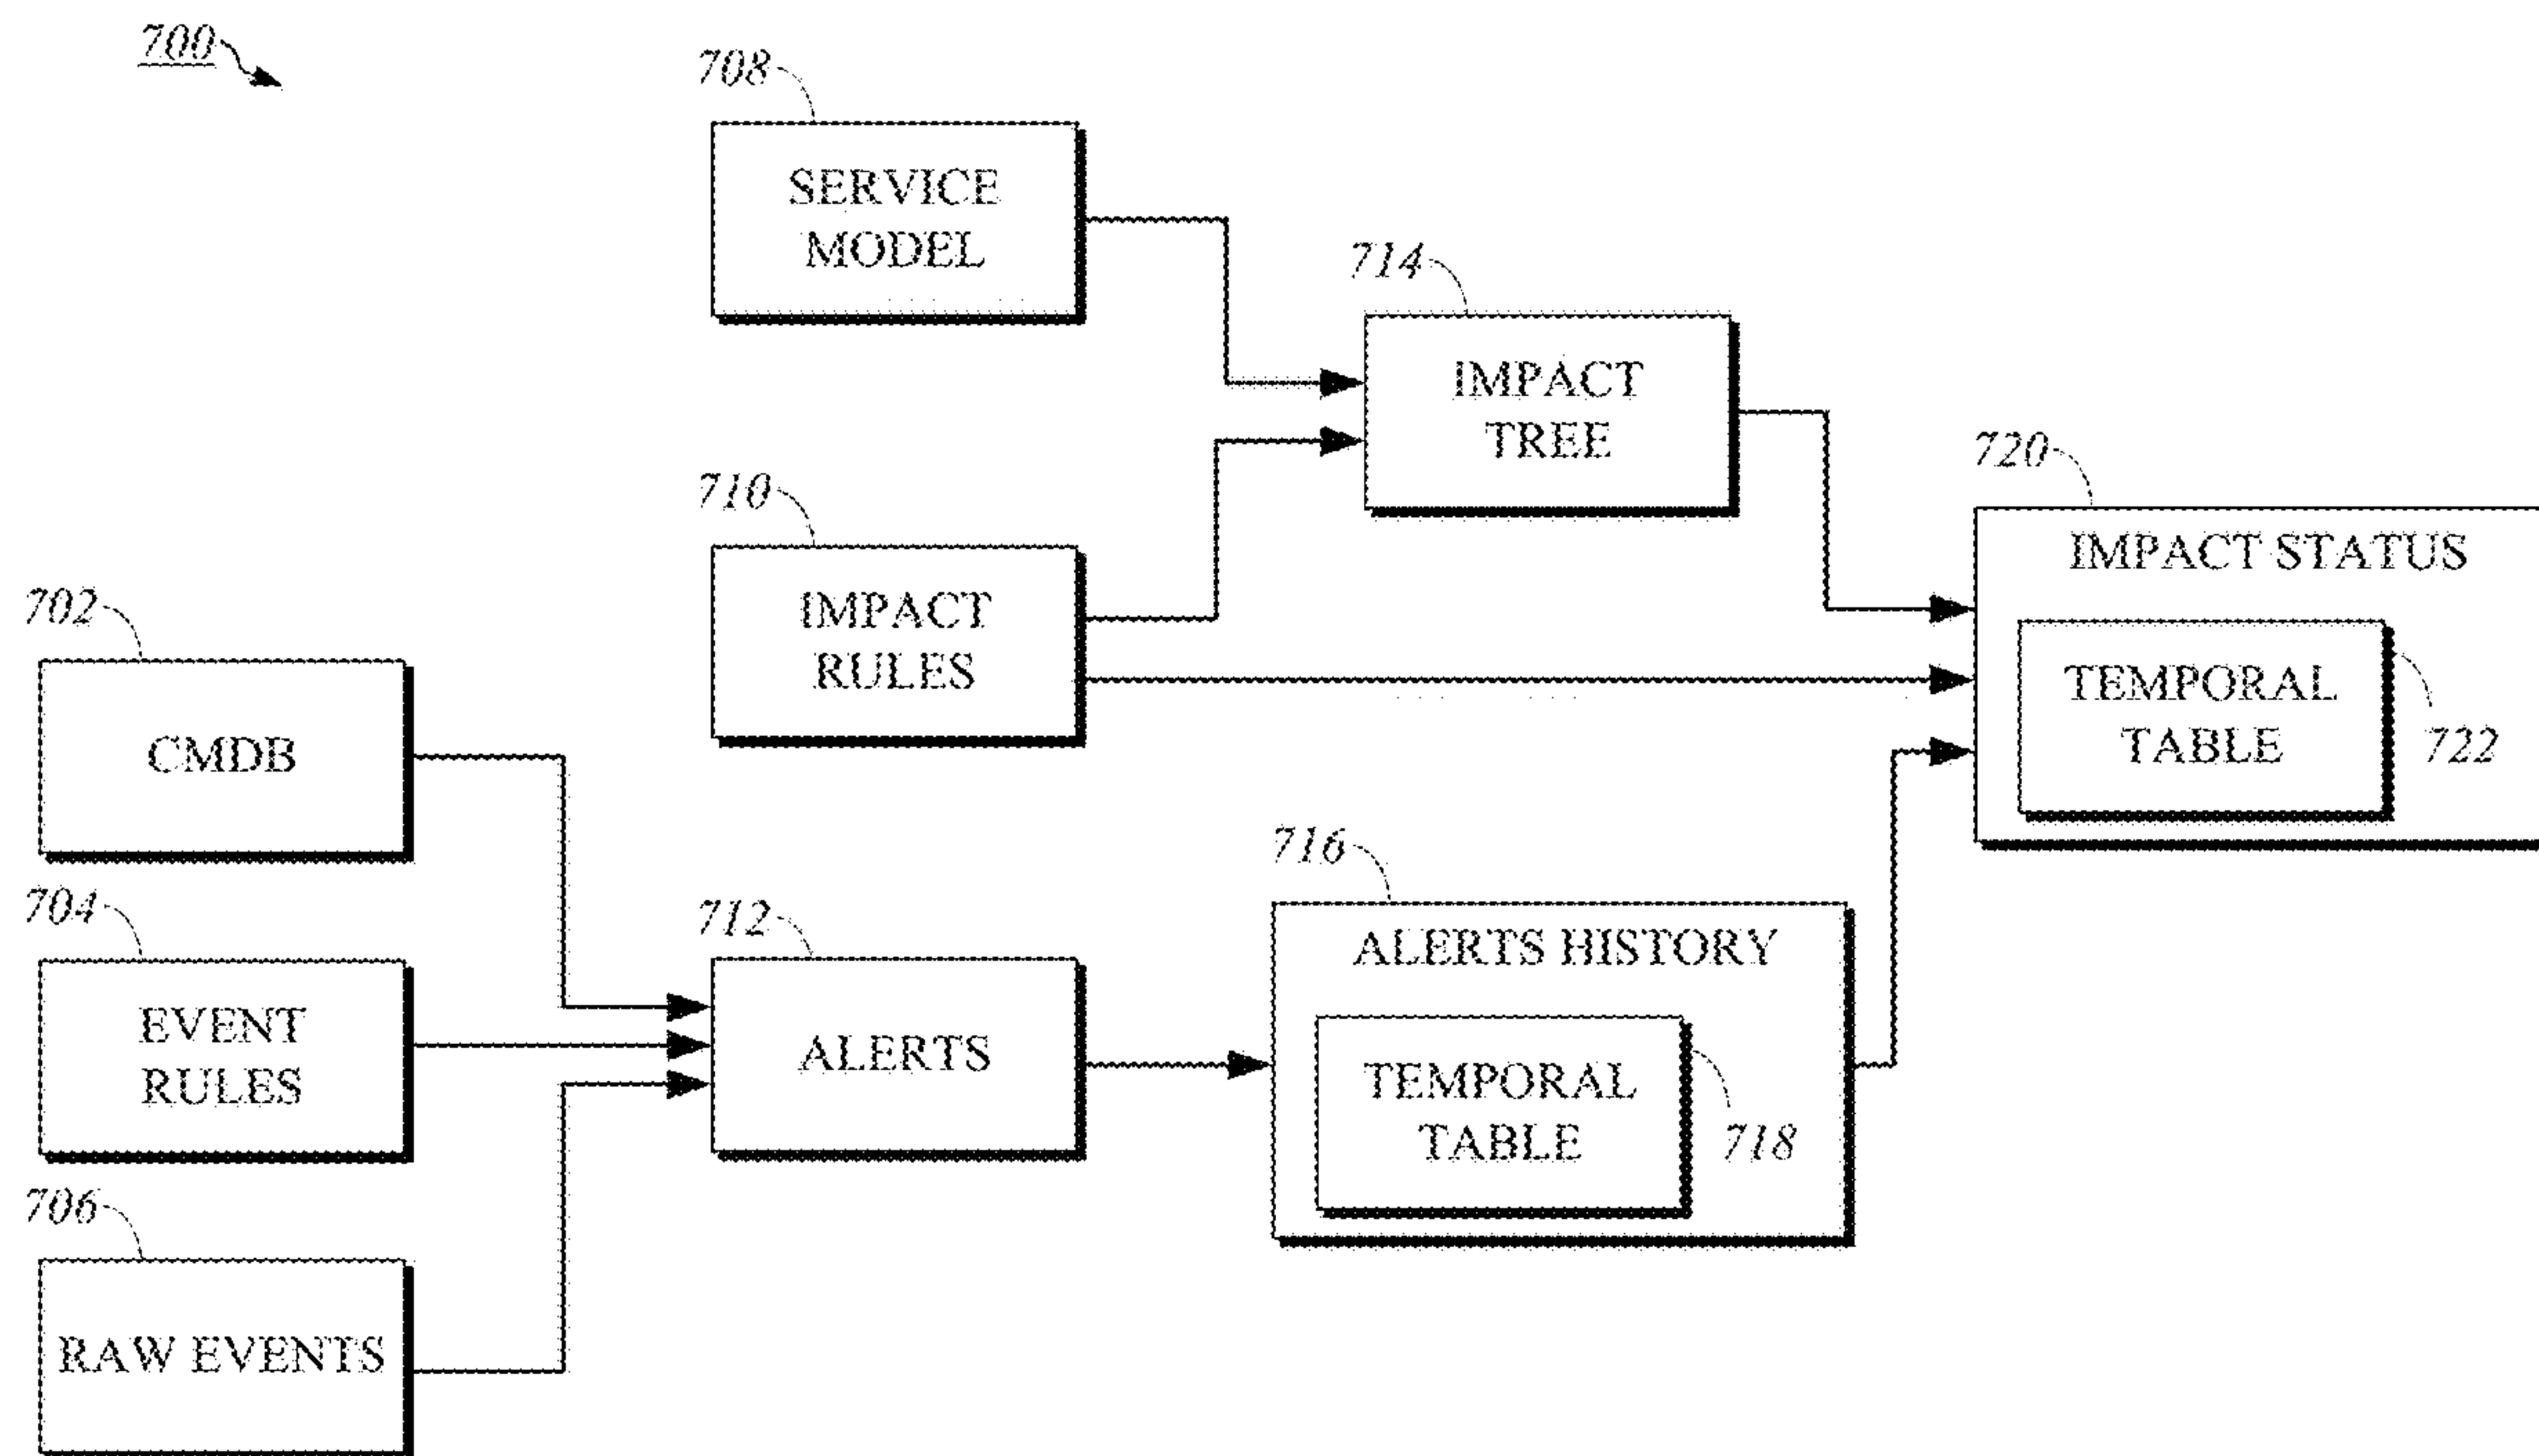 700
708
SERVICE
MODEL
714
IMPACT
TREE
710
IMPACT
RULES
720
IMPACT STATUS
TEMPORAL
TABLE
722
702
CMDB
704
EVENT
RULES
706
RAW EVENTS
712
ALERTS
716
ALERTS HISTORY
TEMPORAL
TABLE
718